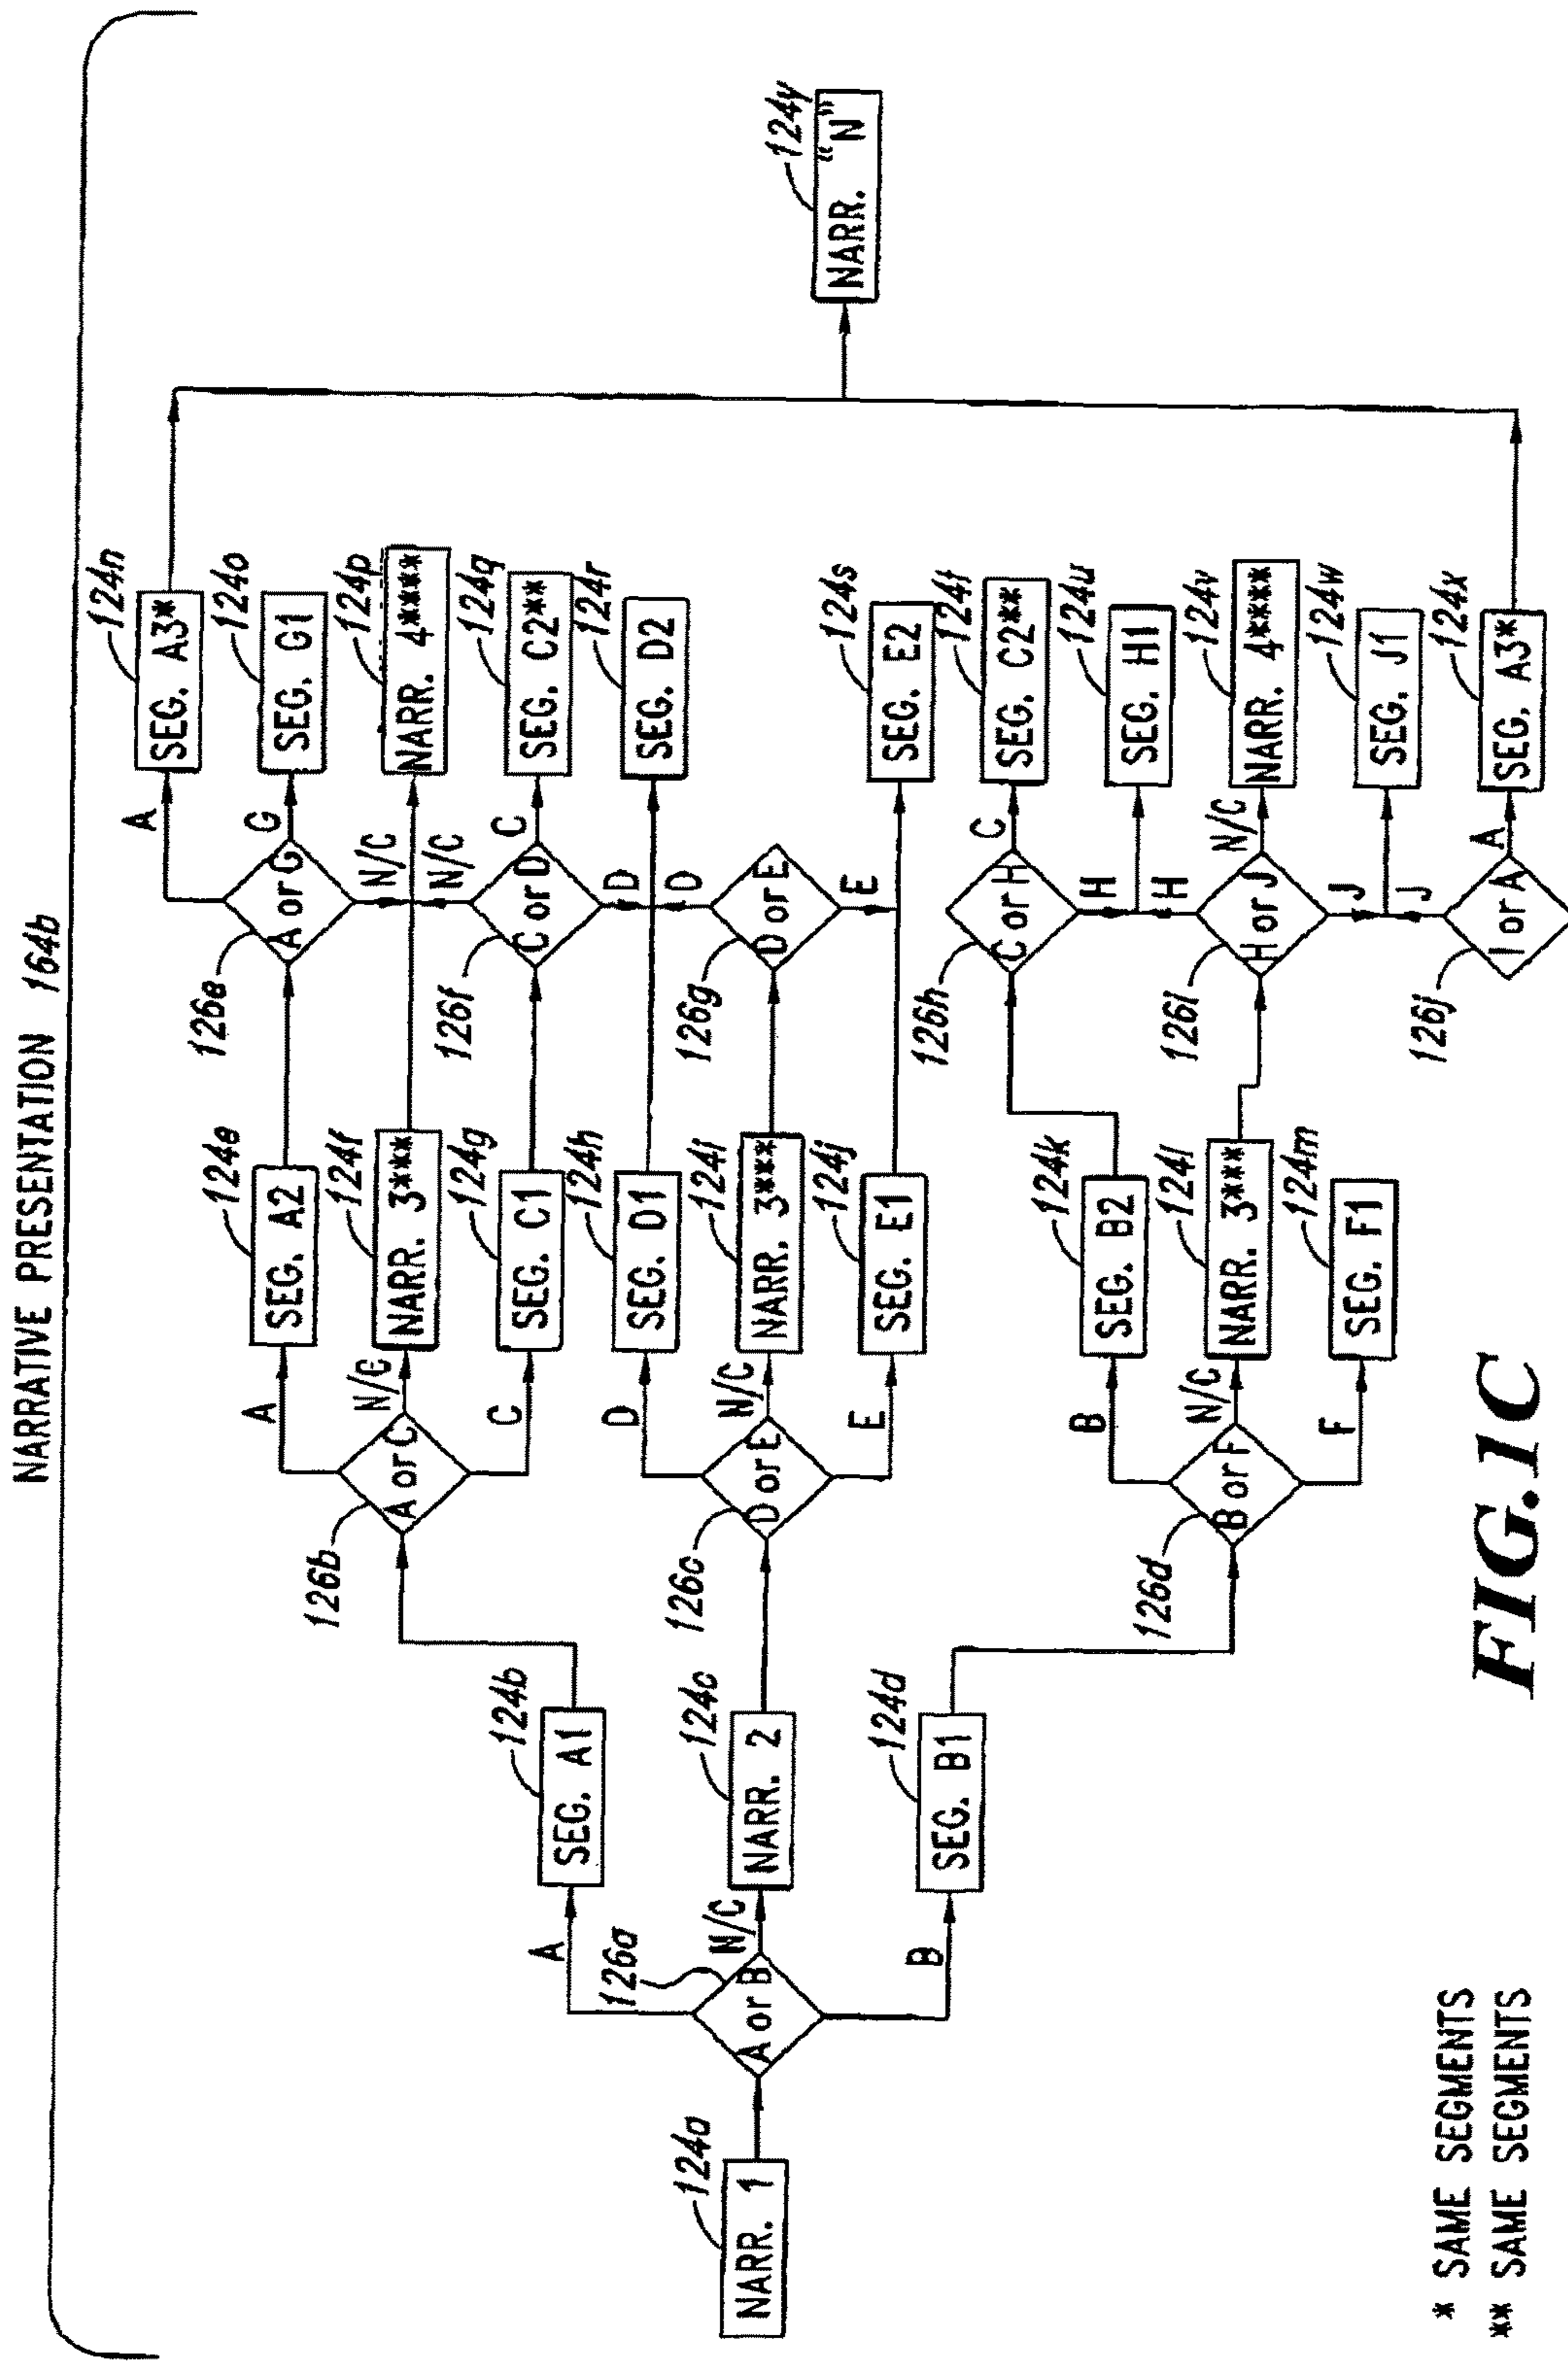 NARRATIVE PRESENTATION 164b
NARR. 1
124a
A or B
126a
A
N/C
B
SEG. A1
124b
NARR. 2
124c
SEG. B1
124d
A or C
126b
A
N/C
C
D or E
126c
D
N/C
E
B or F
126d
B
N/C
F
SEG. A2
124e
NARR. 3***
124f
SEG. C1
124g
SEG. D1
124h
NARR. 3***
124i
SEG. E1
124j
SEG. B2
124k
NARR. 3***
124l
SEG. F1
124m
A or G
126e
A
G
N/C
N/C
C or D
126f
C
D
D
D or E
126g
E
C or H
126h
C
H
H
H or J
126i
N/C
J
J
I or A
126j
A
SEG. A3*
124n
SEG. G1
124o
NARR. 4****
124p
SEG. C2**
124q
SEG. D2
124r
SEG. E2
124s
SEG. C2**
124t
SEG. H1
124u
NARR. 4****
124v
SEG. J1
124w
SEG. A3*
124x
NARR. "N"
124y
* SAME SEGMENTS
** SAME SEGMENTS
FIG.1C